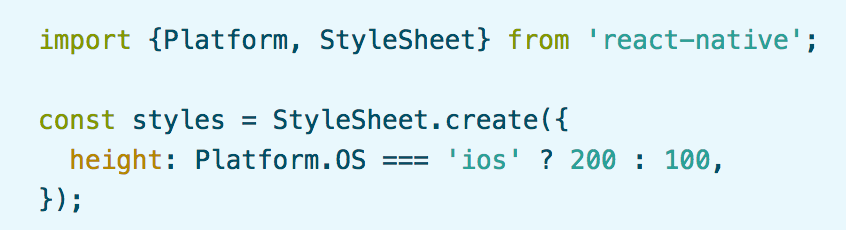 import {Platform, StyleSheet} from 'react-native';
const styles = StyleSheet.create({
  height: Platform.OS === 'ios' ? 200 : 100,
});